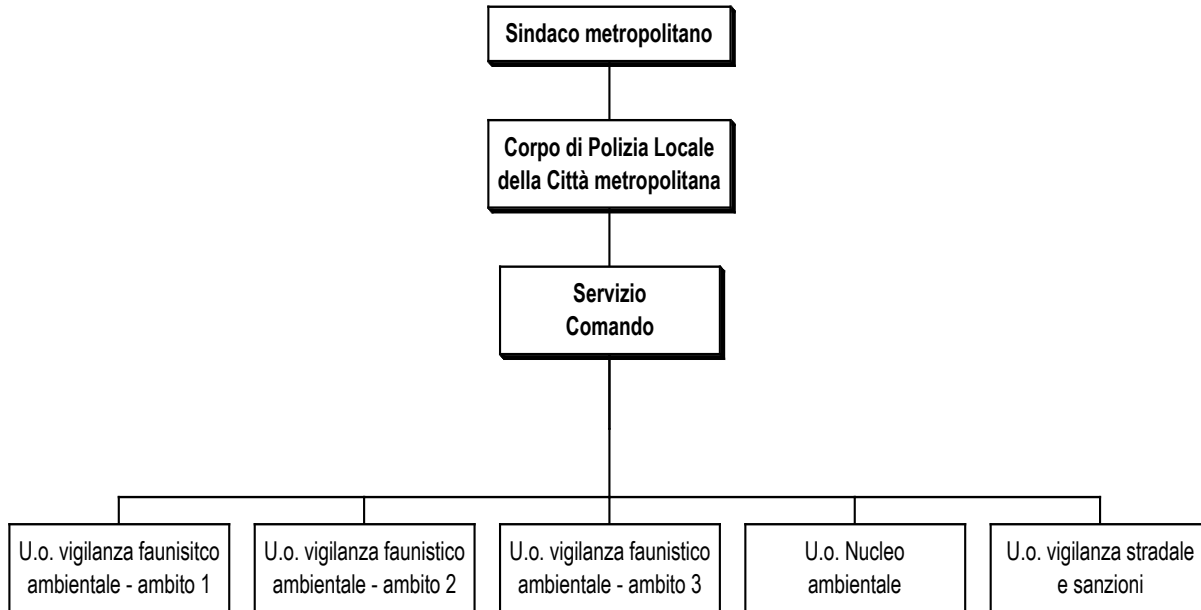 Sindaco metropolitano
Corpo di Polizia Locale
della Città metropolitana
Servizio
Comando
U.o. vigilanza faunisitco
ambientale - ambito 1
U.o. vigilanza faunistico
ambientale - ambito 2
U.o. vigilanza faunistico
ambientale - ambito 3
U.o. Nucleo
ambientale
U.o. vigilanza stradale
e sanzioni